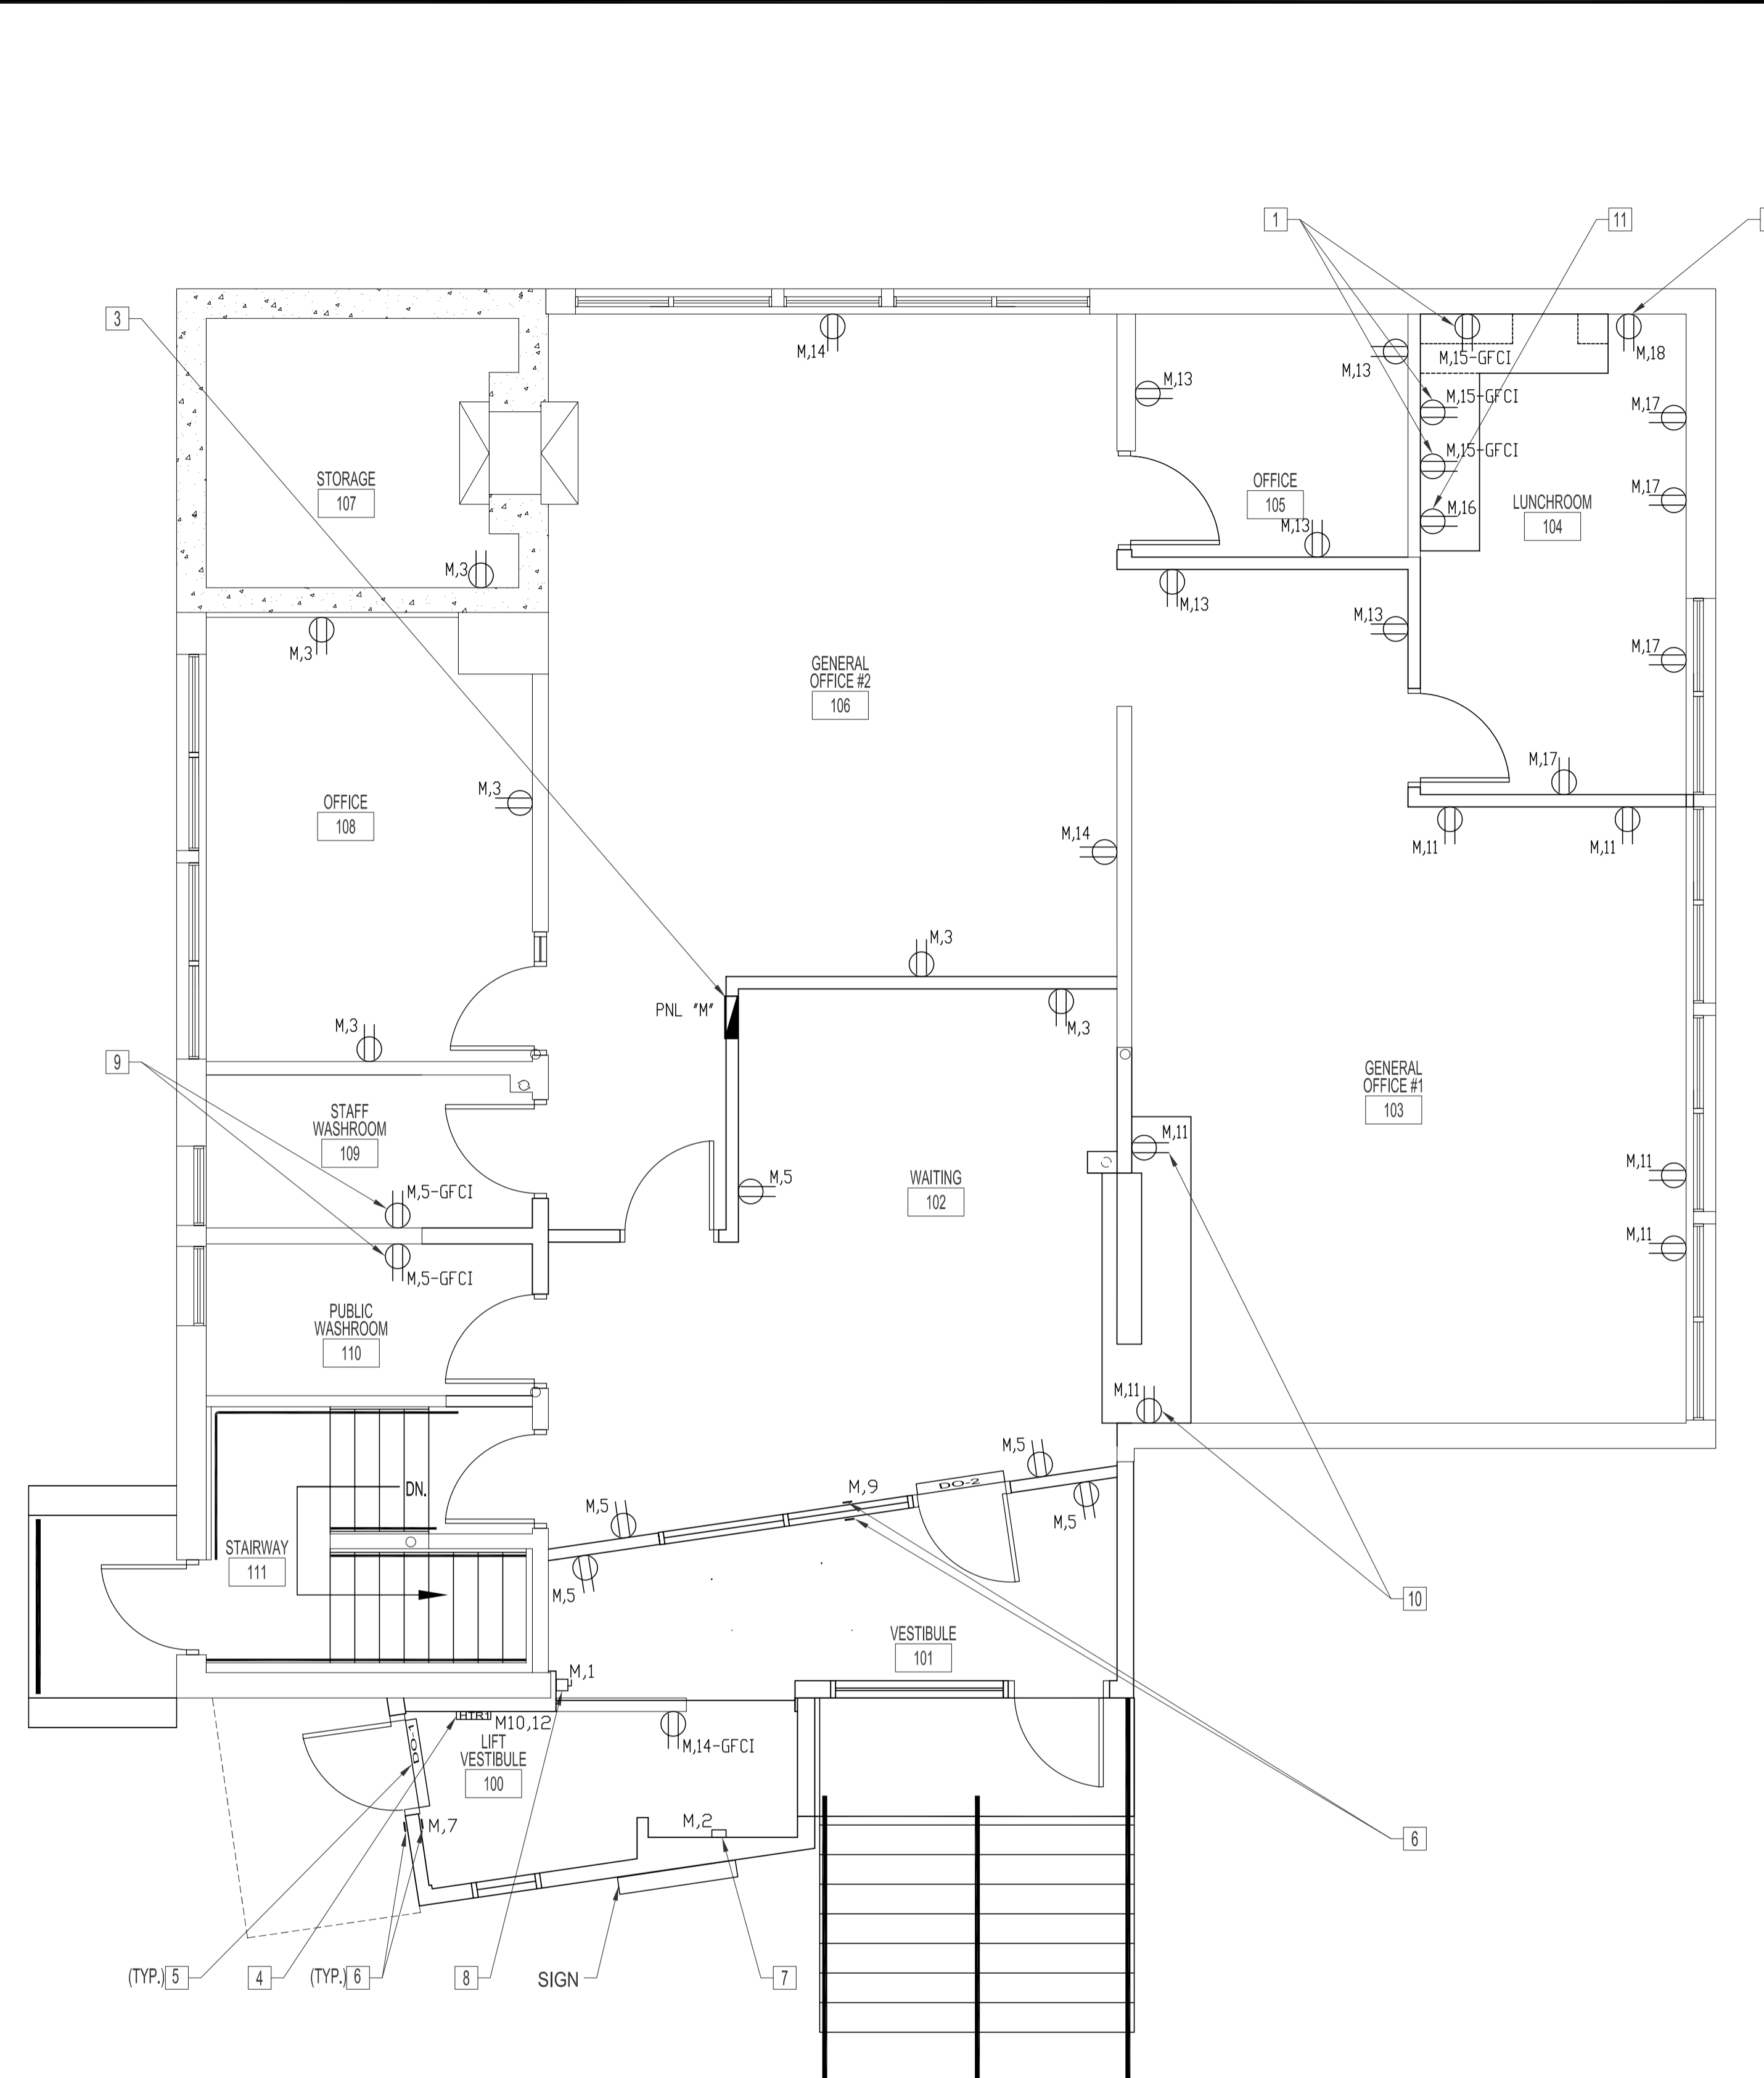 1
11
3
M,14
M,13
M,13
M,15-GFCI
M,18
M,15-GFCI
M,17
M,15-GFCI
STORAGE
107
OFFICE
105
M,16
M,17
LUNCHROOM
104
M,13
M,3
M,13
M,13
M,3
M,17
GENERAL
OFFICE #2
106
M,17
M,3
OFFICE
108
M,14
M,11
M,11
M,3
PNL "M"
M,3
M,3
9
GENERAL
OFFICE #1
103
STAFF
WASHROOM
109
M,11
M,5
WAITING
102
M,11
M,5-GFCI
M,11
M,5-GFCI
PUBLIC
WASHROOM
110
M,11
M,5
DN.
M,9
DO-2
M,5
M,5
STAIRWAY
111
M,5
10
VESTIBULE
101
M,1
HTR1
M10,12
DO-1
LIFT
VESTIBULE
100
M,14-GFCI
M,7
M,2
6
(TYP.) 5
4
(TYP.) 6
8
SIGN
7